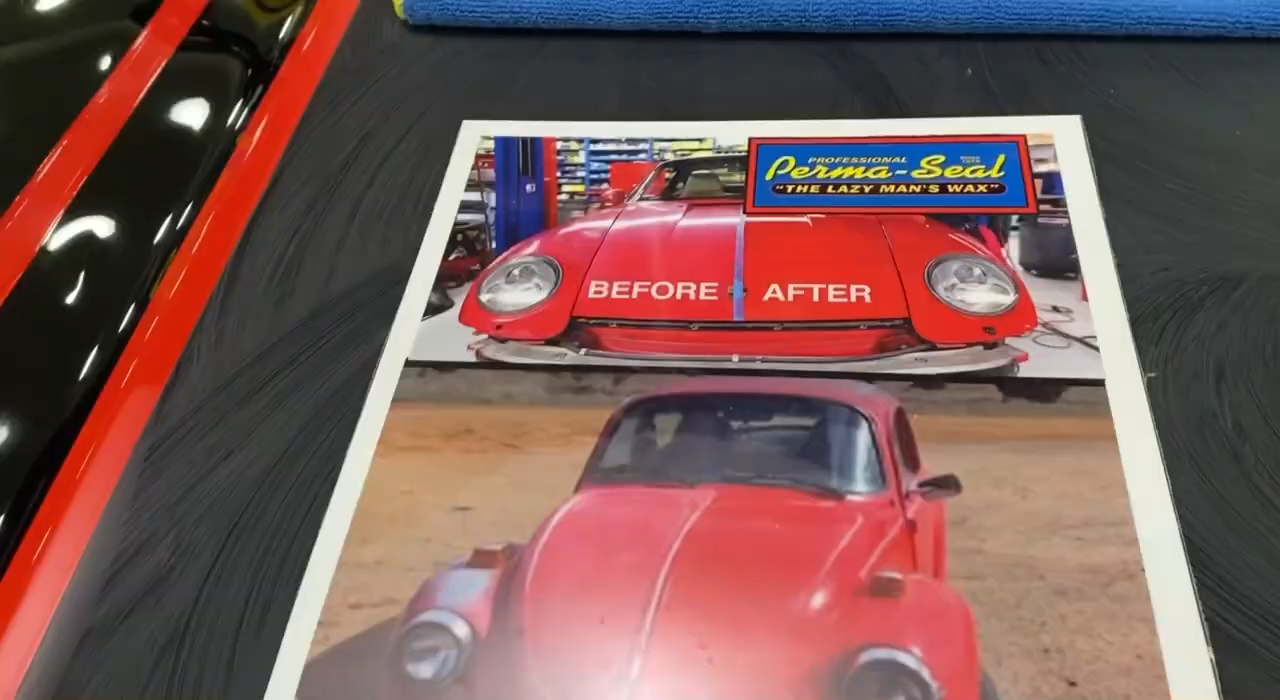 PROFESSIONAL
Perma-Seal
"THE LAZY MAN'S WAX"
BEFORE AFTER